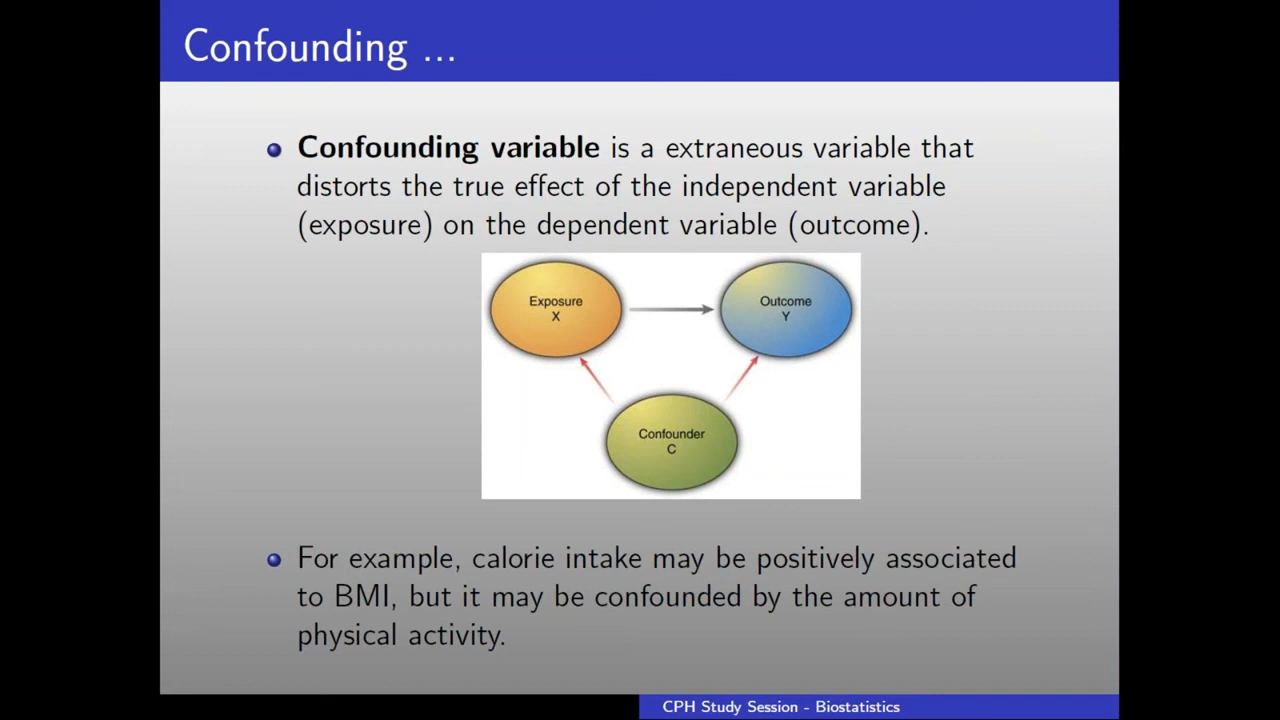 Confounding ...
Confounding variable is a extraneous variable that
distorts the true effect of the independent variable
(exposure) on the dependent variable (outcome).
Exposure
X
Outcome
Y
Confounder
C
For example, calorie intake may be positively associated
to BMI, but it may be confounded by the amount of
physical activity.
CPH Study Session - Biostatistics